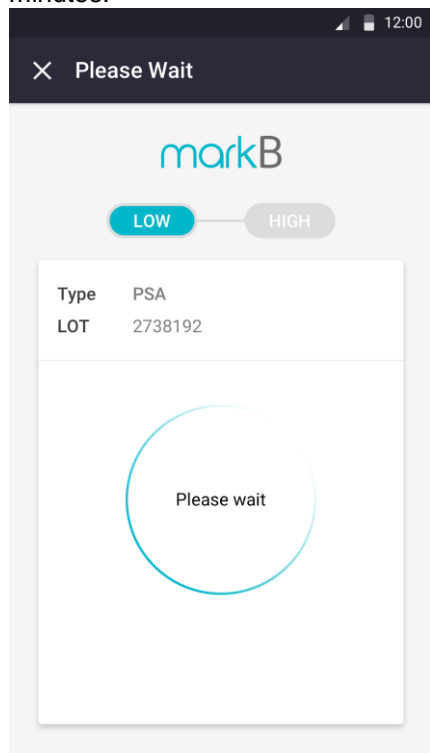 minutes.
12:00
Please Wait
markB
LOW HIGH
Type PSA
LOT 2738192
Please wait